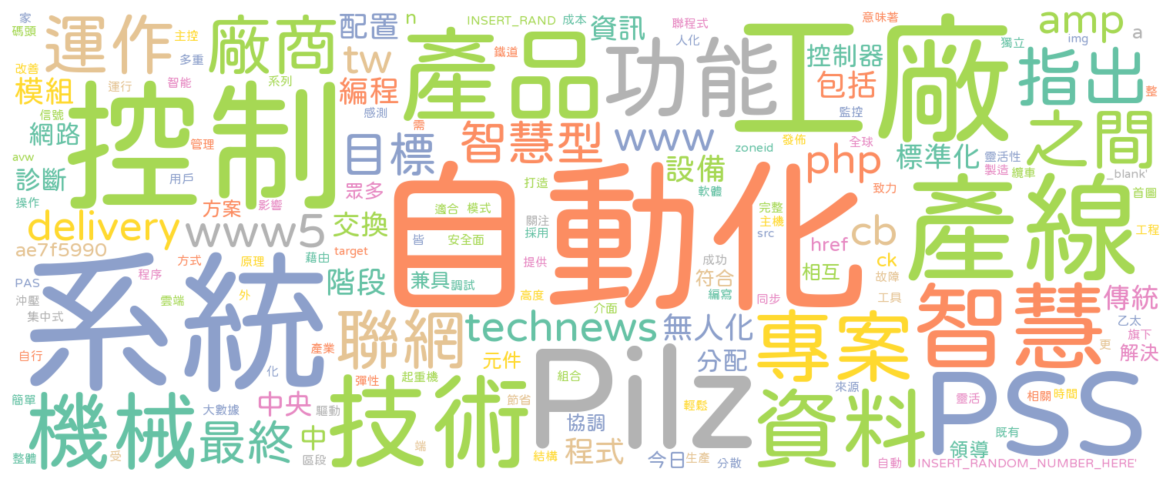 家 碼頭 運作 主控 廠商 配置 n INSERT_RAND 成本 資訊 聯程式 人化 意味著 獨立 img amp a
改善 多重 tw 鐵道 產品 功能 控制器 包括 工廠 指出 整
模組 運行 智能 系列 編程 感測 監控
信號 控制 網路 管理 需 智慧型 www 發佈 全球 之間
avw 診斷 用戶 目標 設備 zoneid php 標準化 靈活性 製造 纜車 _blank'
操作 影響 眾多 打造 軟體 致力 首圖
delivery 方案 www5 交換 適合 模式 自動化 完整 主機 cb 產線 工程
ae7f5990 方式 原理 藉由 target 皆 關注 採用 安全面 src href ck
PAS 程序 階段 兼具 調試 提供 成功 符合 相互 故障 智慧 傳統
沖壓 系統 雲端 外 高度 編寫 同步 工具 乙太
集中式 聯網 technews 介面 無人化 專案 旗下
自行 產業 元件 分配 更 解決
化 彈性 起重機 Pilz 組合 來源 PSS
簡單 機械 大數據 中央 驅動 技術 節省 輕鬆 資料 靈活 相關 時間
最終 中 協調 既有
整體 受 區段 端 結構 程式 今日 生產 分散 自動 領導 INSERT_RANDOM_NUMBER_HERE'